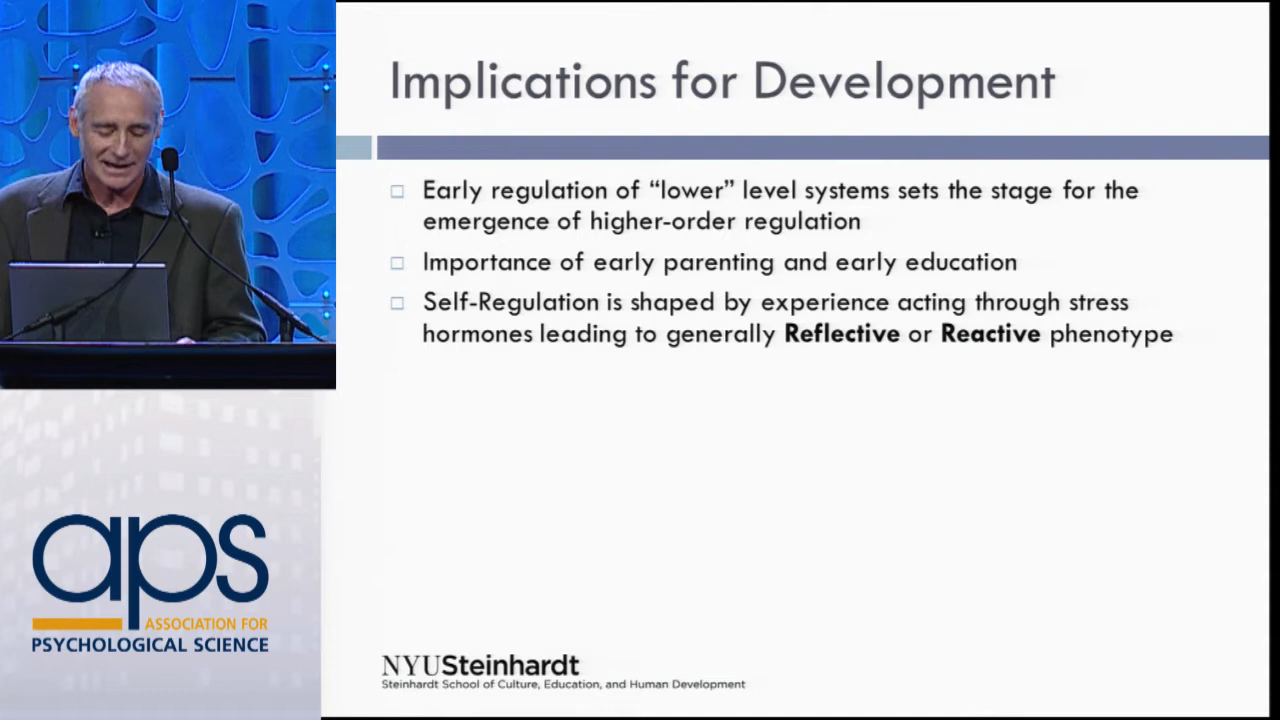 Implications for Development
Early regulation of “lower” level systems sets the stage for the
emergence of higher-order regulation
Importance of early parenting and early education
Self-Regulation is shaped by experience acting through stress
hormones leading to generally Reflective or Reactive phenotype
aps
ASSOCIATION FOR
PSYCHOLOGICAL SCIENCE
NYUSteinhardt
Steinhardt School of Culture, Education, and Human Development